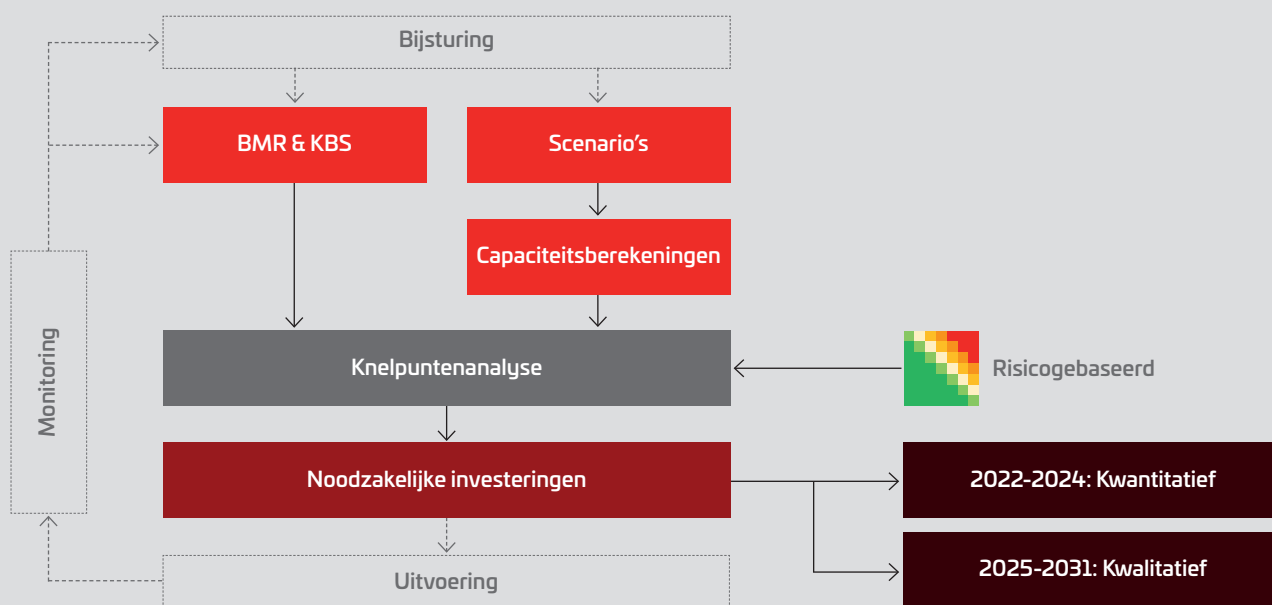 Bijsturing
BMR & KBS
Scenario's
Capaciteitsberekeningen
Monitoring
Knelpuntenanalyse
Risicogebaseerd
Noodzakelijke investeringen
2022-2024: Kwantitatief
2025-2031: Kwalitatief
Uitvoering